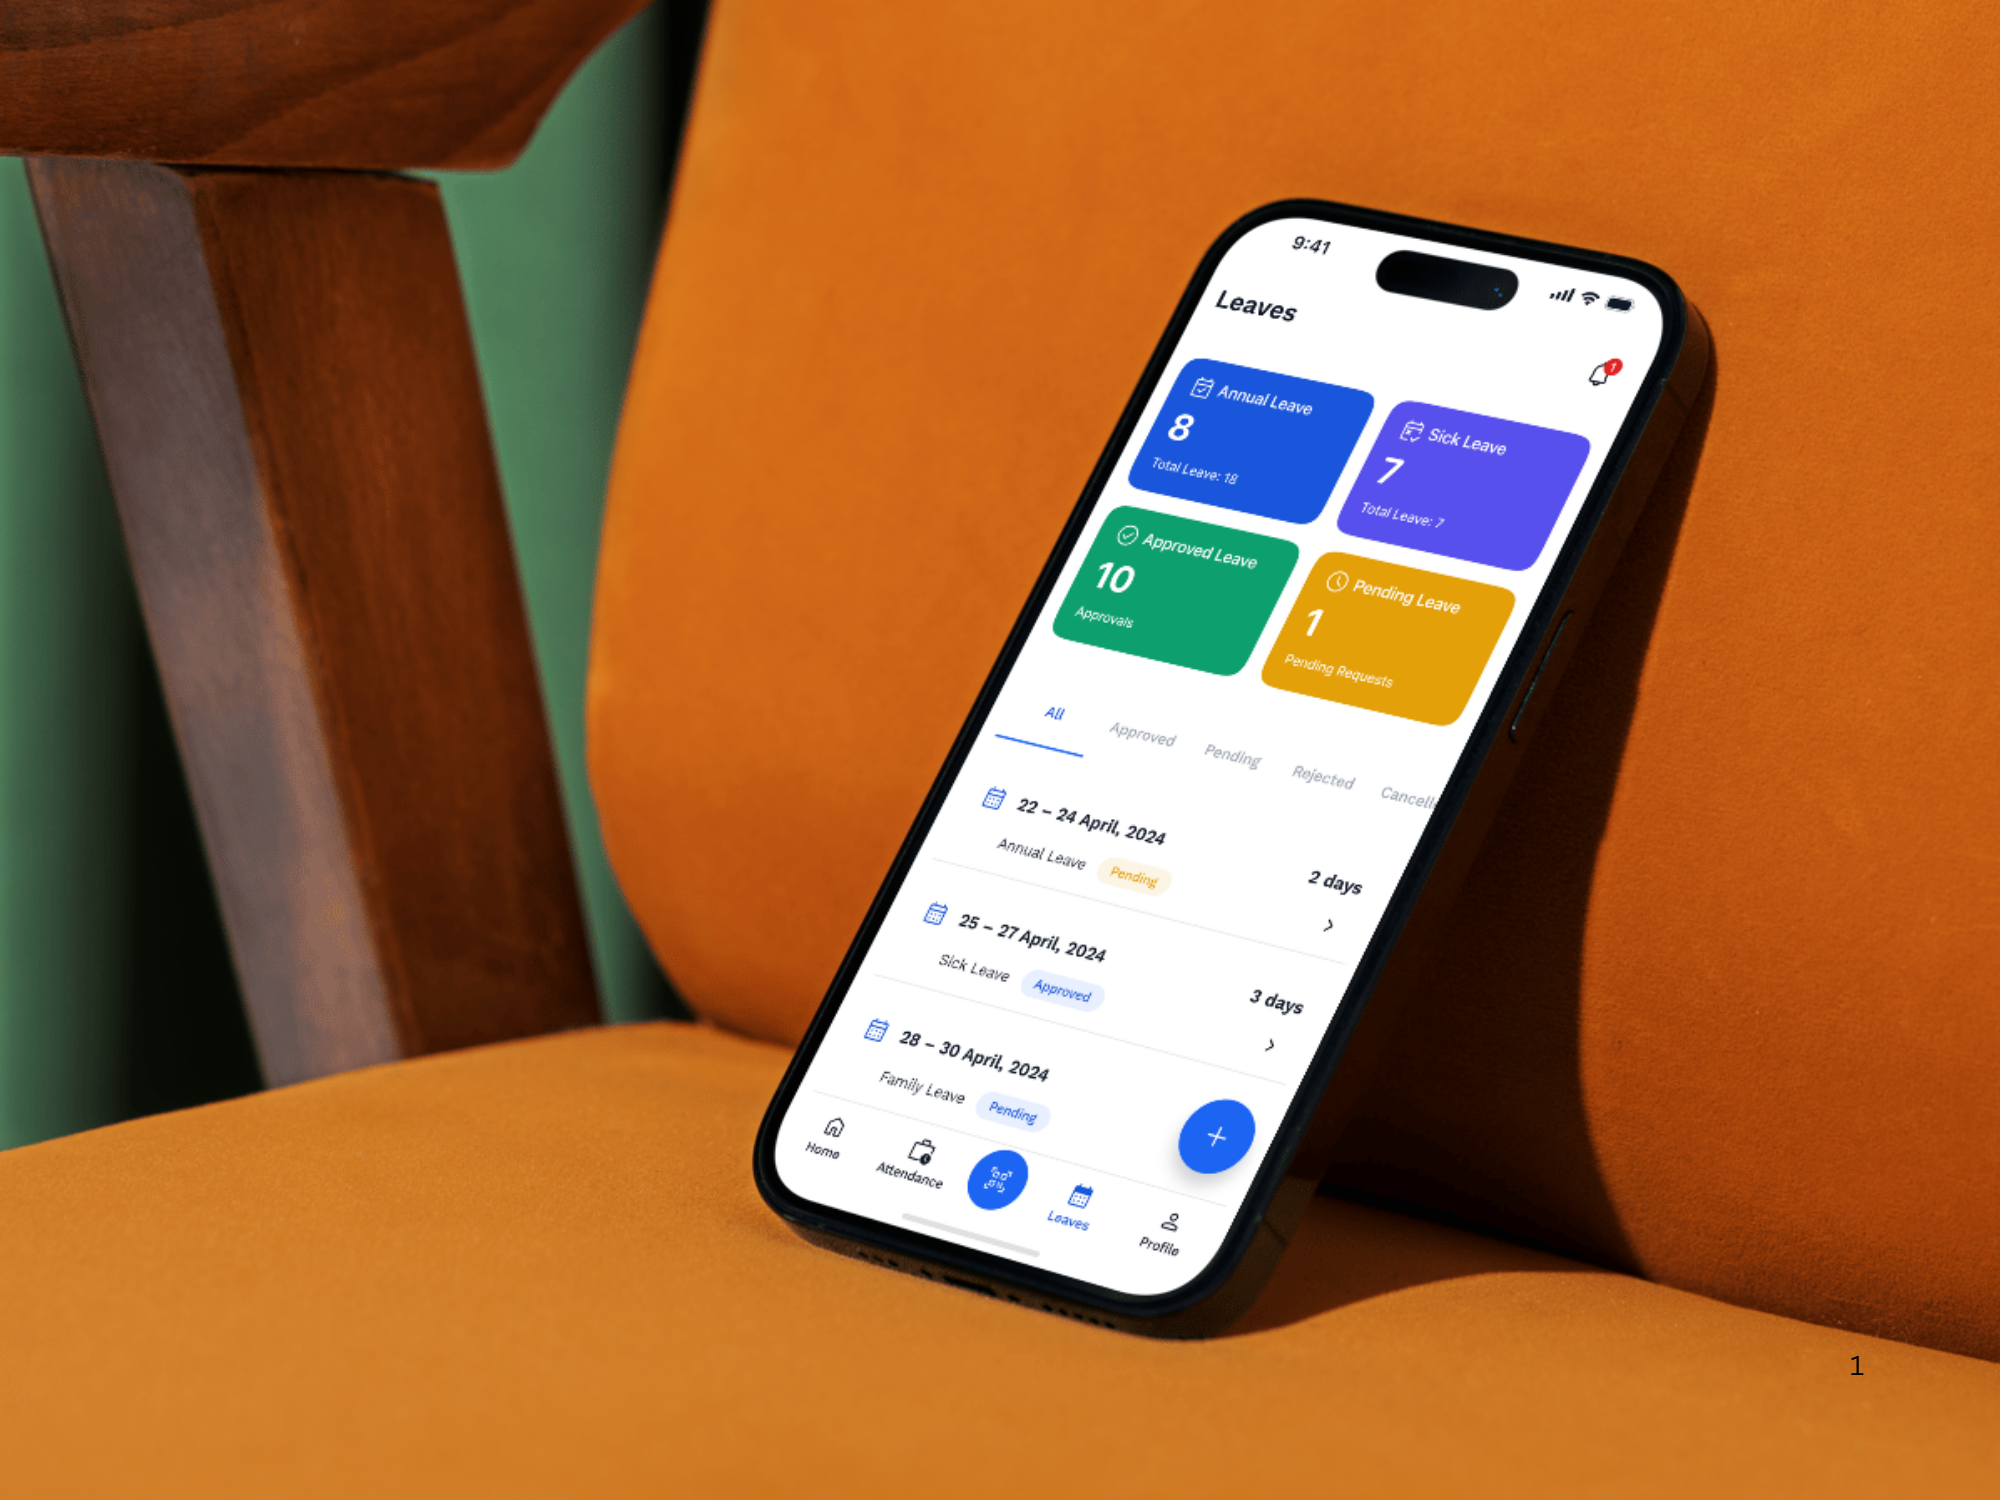 9:41
Leaves
1
Annual Leave
8
Total Leave: 18
Sick Leave
7
Total Leave: 7
Approved Leave
10
Approvals
Pending Leave
1
Pending Requests
All Approved Pending Rejected
22 – 24 April, 2024
Annual Leave Pending
2 days
25 – 27 April, 2024
Sick Leave Approved
3 days
28 – 30 April, 2024
Family Leave Pending
Home Attendance Leaves Profile
1